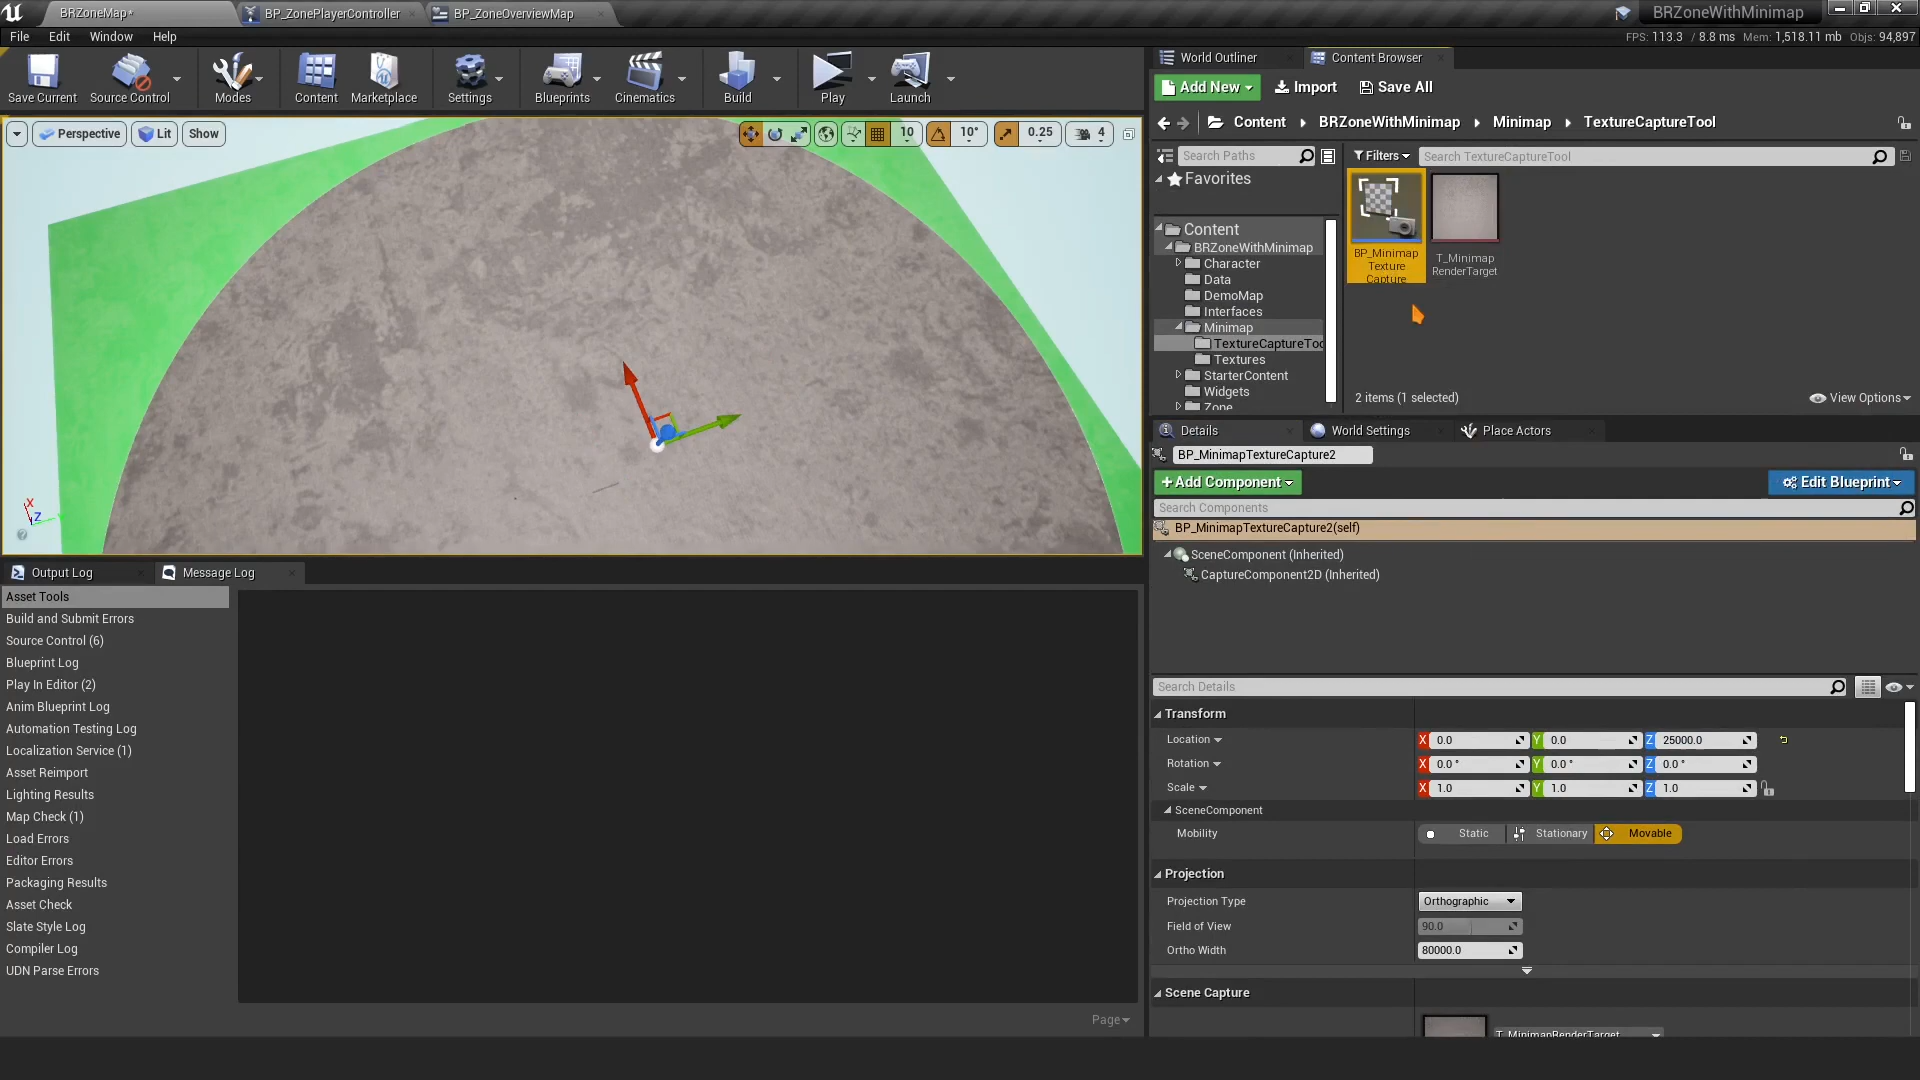 BRZoneMap*
BP_ZonePlayerController
BP_ZoneOverviewMap
BRZoneWithMinimap
File
Edit
Window
Help
FPS: 113.3 / 8.8 ms Mem: 1,518.11 mb Objs: 94,897
Save Current
Source Control
Modes
Content
Marketplace
Settings
Blueprints
Cinematics
Build
Play
Launch
World Outliner
Content Browser
Add New
Import
Save All
Content
BRZoneWithMinimap
Minimap
TextureCaptureTool
Perspective
Lit
Show
10
10°
0.25
4
Search Paths
Filters
Search TextureCaptureTool
Favorites
Content
BRZoneWithMinimap
Character
Data
DemoMap
Interfaces
Minimap
TextureCaptureToo
Textures
StarterContent
Widgets
Zone
BP_Minimap
Texture
Capture
T_Minimap
RenderTarget
2 items (1 selected)
View Options
X
Z
Details
World Settings
Place Actors
BP_MinimapTextureCapture2
+Add Component
Edit Blueprint
Search Components
BP_MinimapTextureCapture2(self)
SceneComponent (Inherited)
CaptureComponent2D (Inherited)
Output Log
Message Log
Asset Tools
Build and Submit Errors
Source Control (6)
Blueprint Log
Play In Editor (2)
Anim Blueprint Log
Automation Testing Log
Localization Service (1)
Asset Reimport
Lighting Results
Map Check (1)
Load Errors
Editor Errors
Packaging Results
Asset Check
Slate Style Log
Compiler Log
UDN Parse Errors
Page
Search Details
Transform
Location X 0.0 Y 0.0 Z 25000.0
Rotation X 0.0 ° Y 0.0 ° Z 0.0 °
Scale X 1.0 Y 1.0 Z 1.0
SceneComponent
Mobility Static Stationary Movable
Projection
Projection Type Orthographic
Field of View 90.0
Ortho Width 80000.0
Scene Capture
T_MinimapRenderTarget